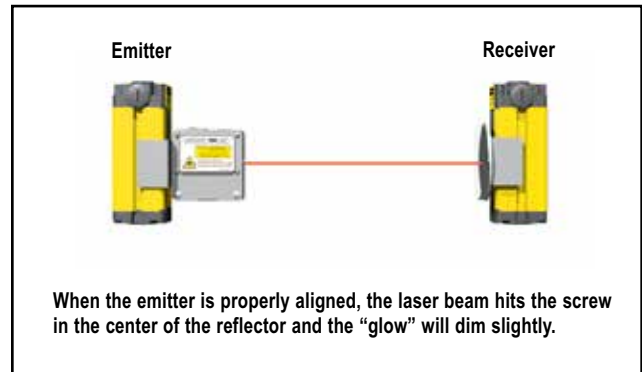 Emitter
Receiver
When the emitter is properly aligned, the laser beam hits the screw
in the center of the reflector and the “glow” will dim slightly.